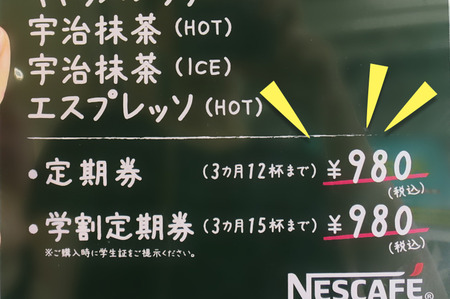 宇治抹茶(HOT)
宇治抹茶(ICE)
エスプレッソ(HOT)
・定期券 (3カ月12杯まで) ¥980
(税込)
・学割定期券 (3カ月15杯まで) ¥980
(税込)
※ご購入時に学生証をご提示ください。
NESCAFÉ®